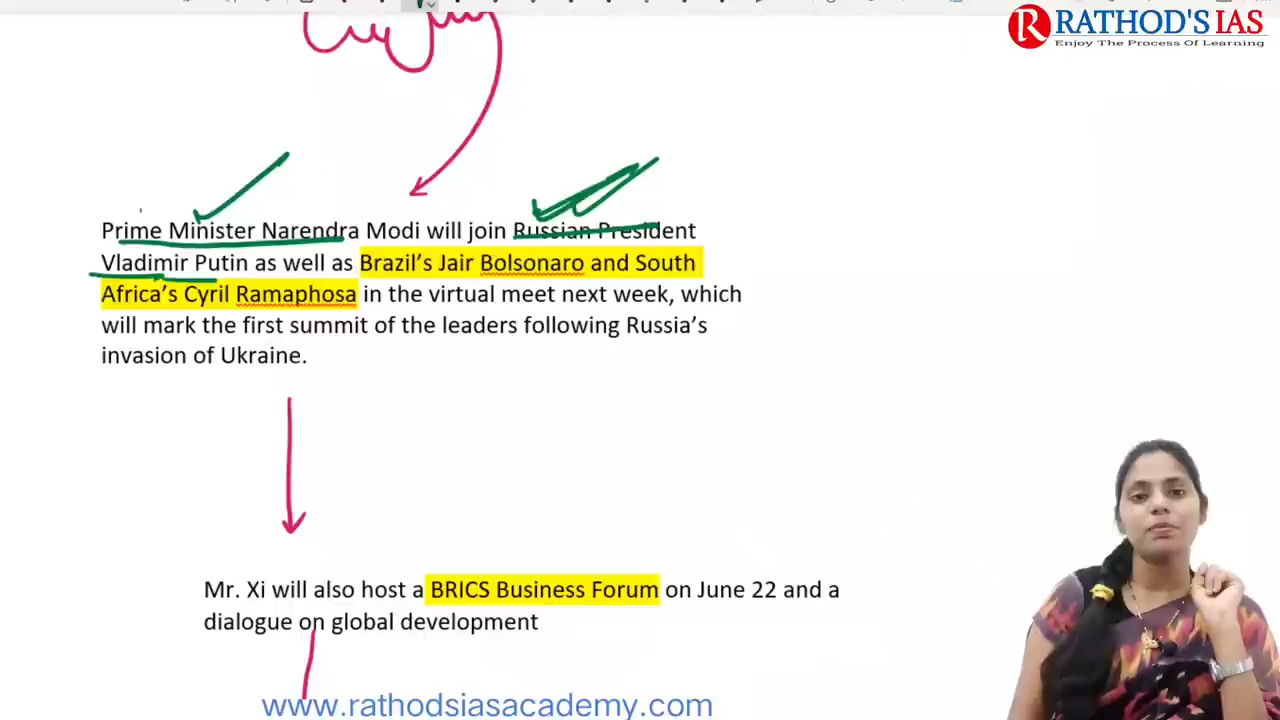 RATHOD'S IAS
Enjoy The Process Of Learning
Prime Minister Narendra Modi will join Russian President
Vladimir Putin as well as Brazil's Jair Bolsonaro and South
Africa's Cyril Ramaphosa in the virtual meet next week, which
will mark the first summit of the leaders following Russia's
invasion of Ukraine.
Mr. Xi will also host a BRICS Business Forum on June 22 and a
dialogue on global development
www.rathodsiasacademy.com